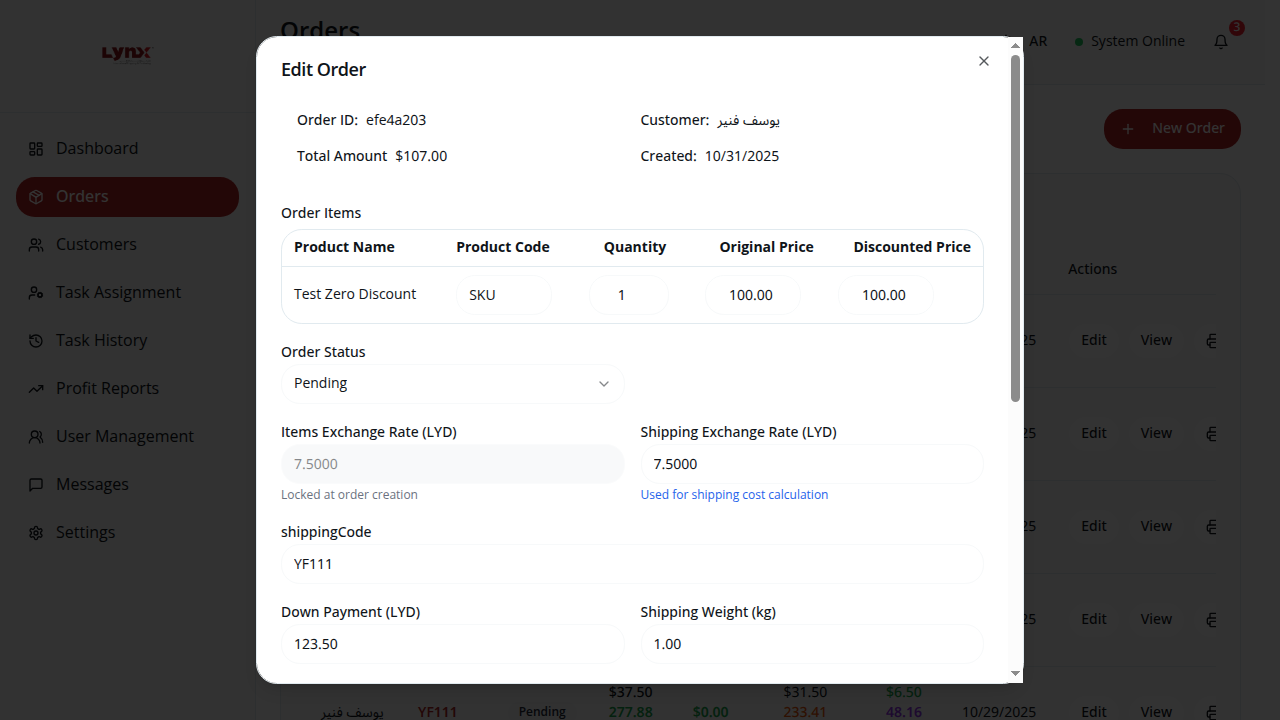 Lynx
Orders
AR
System Online
3
Dashboard
Orders
Customers
Task Assignment
Task History
Profit Reports
User Management
Messages
Settings
New Order
Actions
Edit Order
Order ID: efe4a203
Customer: يوسف فنير
Total Amount $107.00
Created: 10/31/2025
Order Items
Product Name Product Code Quantity Original Price Discounted Price
Test Zero Discount SKU 1 100.00 100.00
Order Status
Pending
Items Exchange Rate (LYD)
Shipping Exchange Rate (LYD)
7.5000
7.5000
Locked at order creation
Used for shipping cost calculation
shippingCode
YF111
Down Payment (LYD)
Shipping Weight (kg)
123.50
1.00
25 Edit View
25 Edit View
25 Edit View
25 Edit View
$37.50 $31.50 $6.50
يوسف فنير YF111 Pending 277.88 $0.00 233.41 48.16 10/29/2025 Edit View